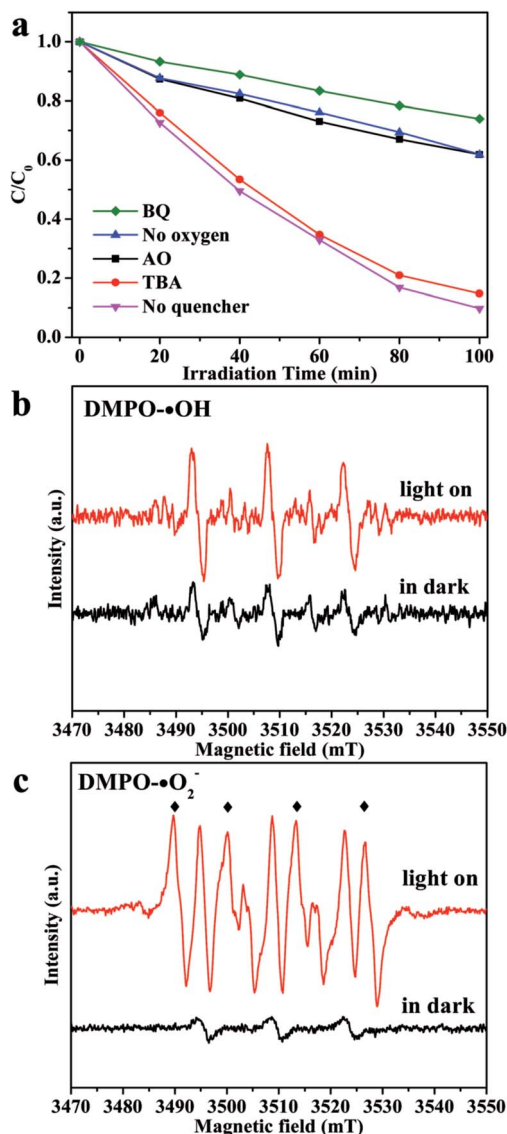 a
1.0
0.8
0.6
0.4
0.2
0.0
C/C₀
BQ
No oxygen
AO
TBA
No quencher
0 20 40 60 80 100
Irradiation Time (min)
b
DMPO-•OH
light on
in dark
Intensity (a.u.)
3470 3480 3490 3500 3510 3520 3530 3540 3550
Magnetic field (mT)
c
DMPO-•O₂⁻
light on
in dark
Intensity (a.u.)
3470 3480 3490 3500 3510 3520 3530 3540 3550
Magnetic field (mT)